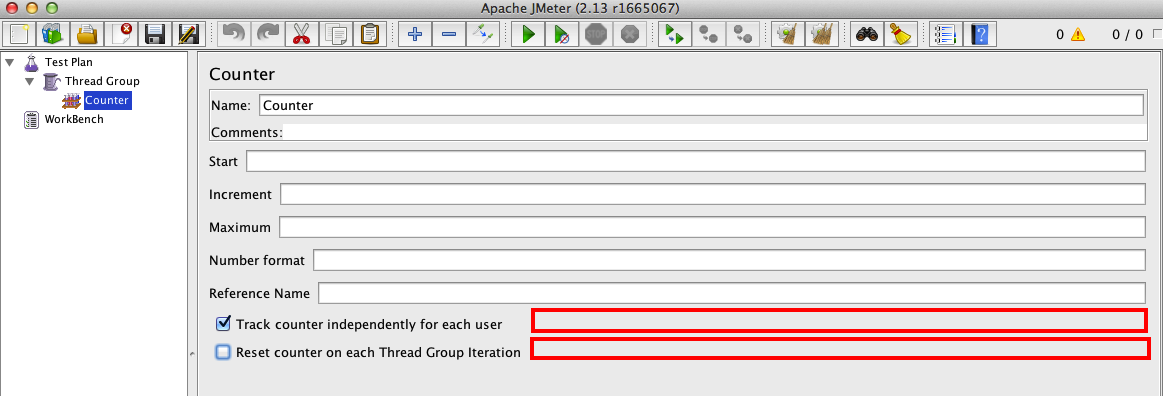 Apache JMeter (2.13 r1665067)
0 0 / 0
Test Plan
Thread Group
Counter
WorkBench
Counter
Name: Counter
Comments:
Start
Increment
Maximum
Number format
Reference Name
Track counter independently for each user
Reset counter on each Thread Group Iteration